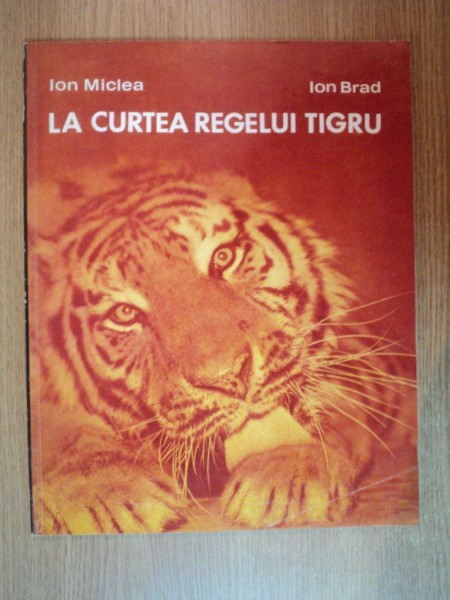 Ion Miclea
Ion Brad
LA CURTEA REGELUI TIGRU